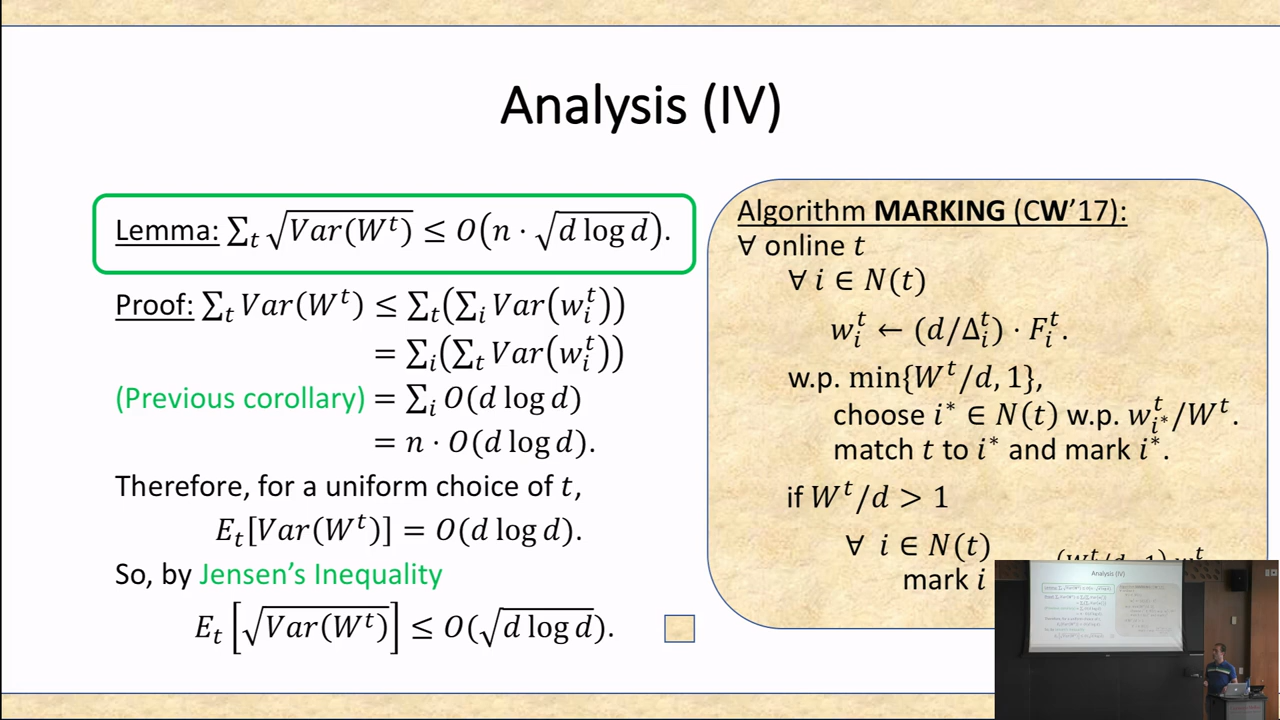 Analysis (IV)
Lemma: ∑_t √Var(W^t) ≤ O(n · √(d log d)).
Proof: ∑_t Var(W^t) ≤ ∑_t(∑_i Var(w_i^t))
= ∑_i(∑_t Var(w_i^t))
(Previous corollary) = ∑_i O(d log d)
= n · O(d log d).
Therefore, for a uniform choice of t,
E_t[Var(W^t)] = O(d log d).
So, by Jensen's Inequality
E_t[√Var(W^t)] ≤ O(√(d log d)).
Algorithm MARKING (CW'17):
∀ online t
∀ i ∈ N(t)
w_i^t ← (d/Δ_i^t) · F_i^t.
w.p. min{W^t/d, 1},
choose i* ∈ N(t) w.p. w_{i*}^t/W^t.
match t to i* and mark i*.
if W^t/d > 1
∀ i ∈ N(t)
mark i
Analysis (IV)